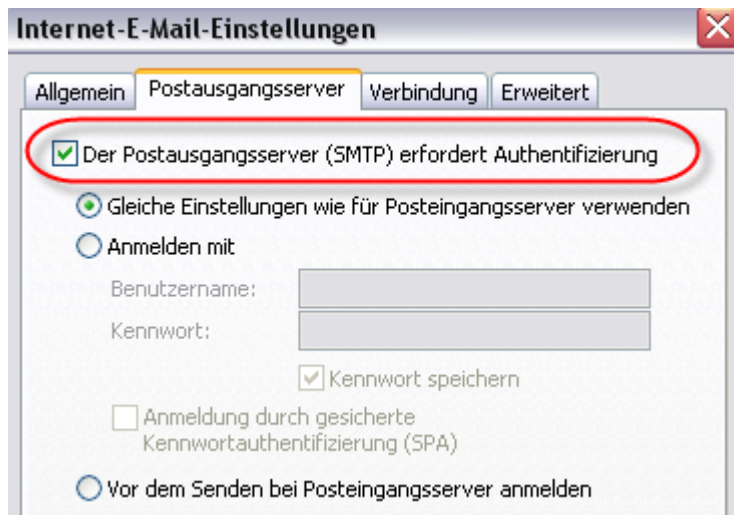 Internet-E-Mail-Einstellungen
Allgemein Postausgangsserver Verbindung Erweitert
Der Postausgangsserver (SMTP) erfordert Authentifizierung
Gleiche Einstellungen wie für Posteingangsserver verwenden
Anmelden mit
Benutzername:
Kennwort:
Kennwort speichern
Anmeldung durch gesicherte
Kennwortauthentifizierung (SPA)
Vor dem Senden bei Posteingangsserver anmelden